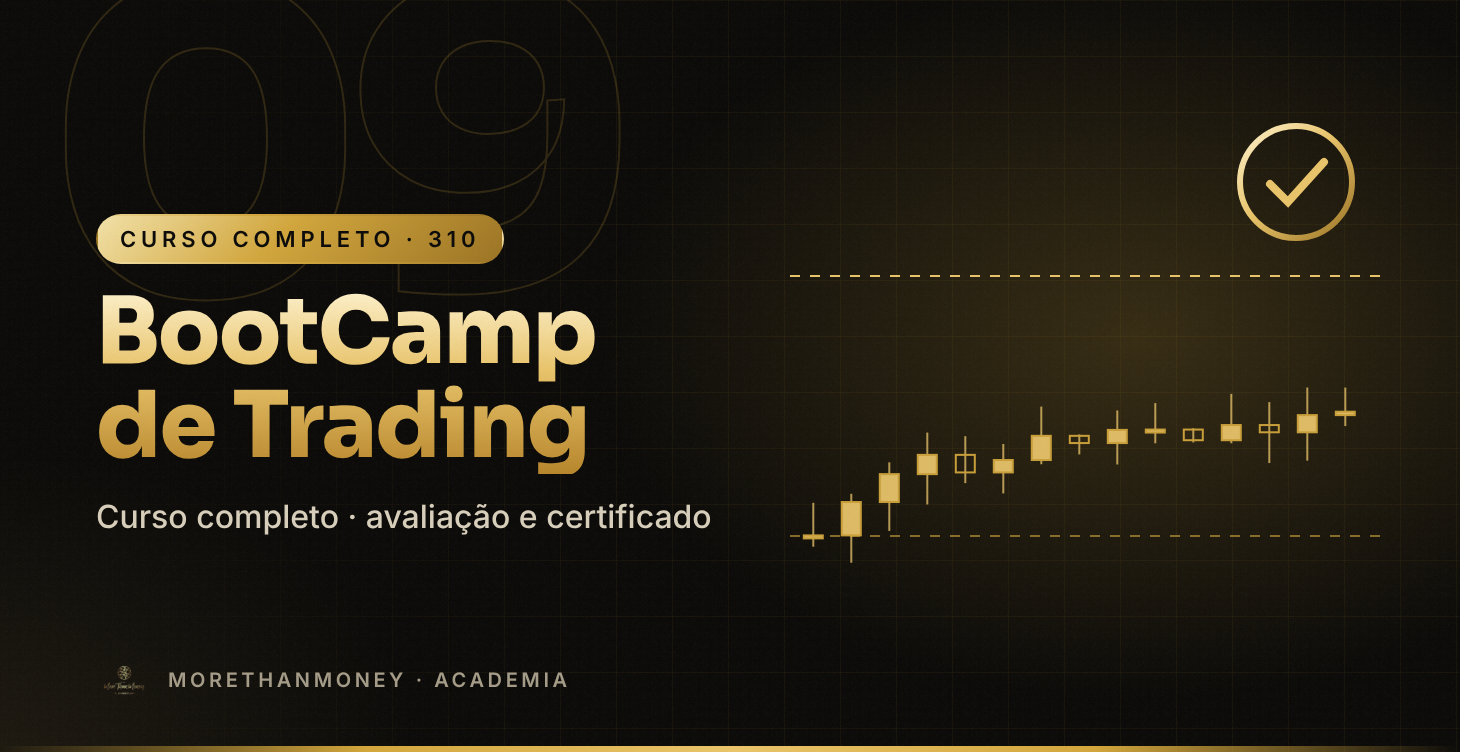 09
CURSO COMPLETO · 310
BootCamp
de Trading
Curso completo · avaliação e certificado
MORETHANMONEY · ACADEMIA